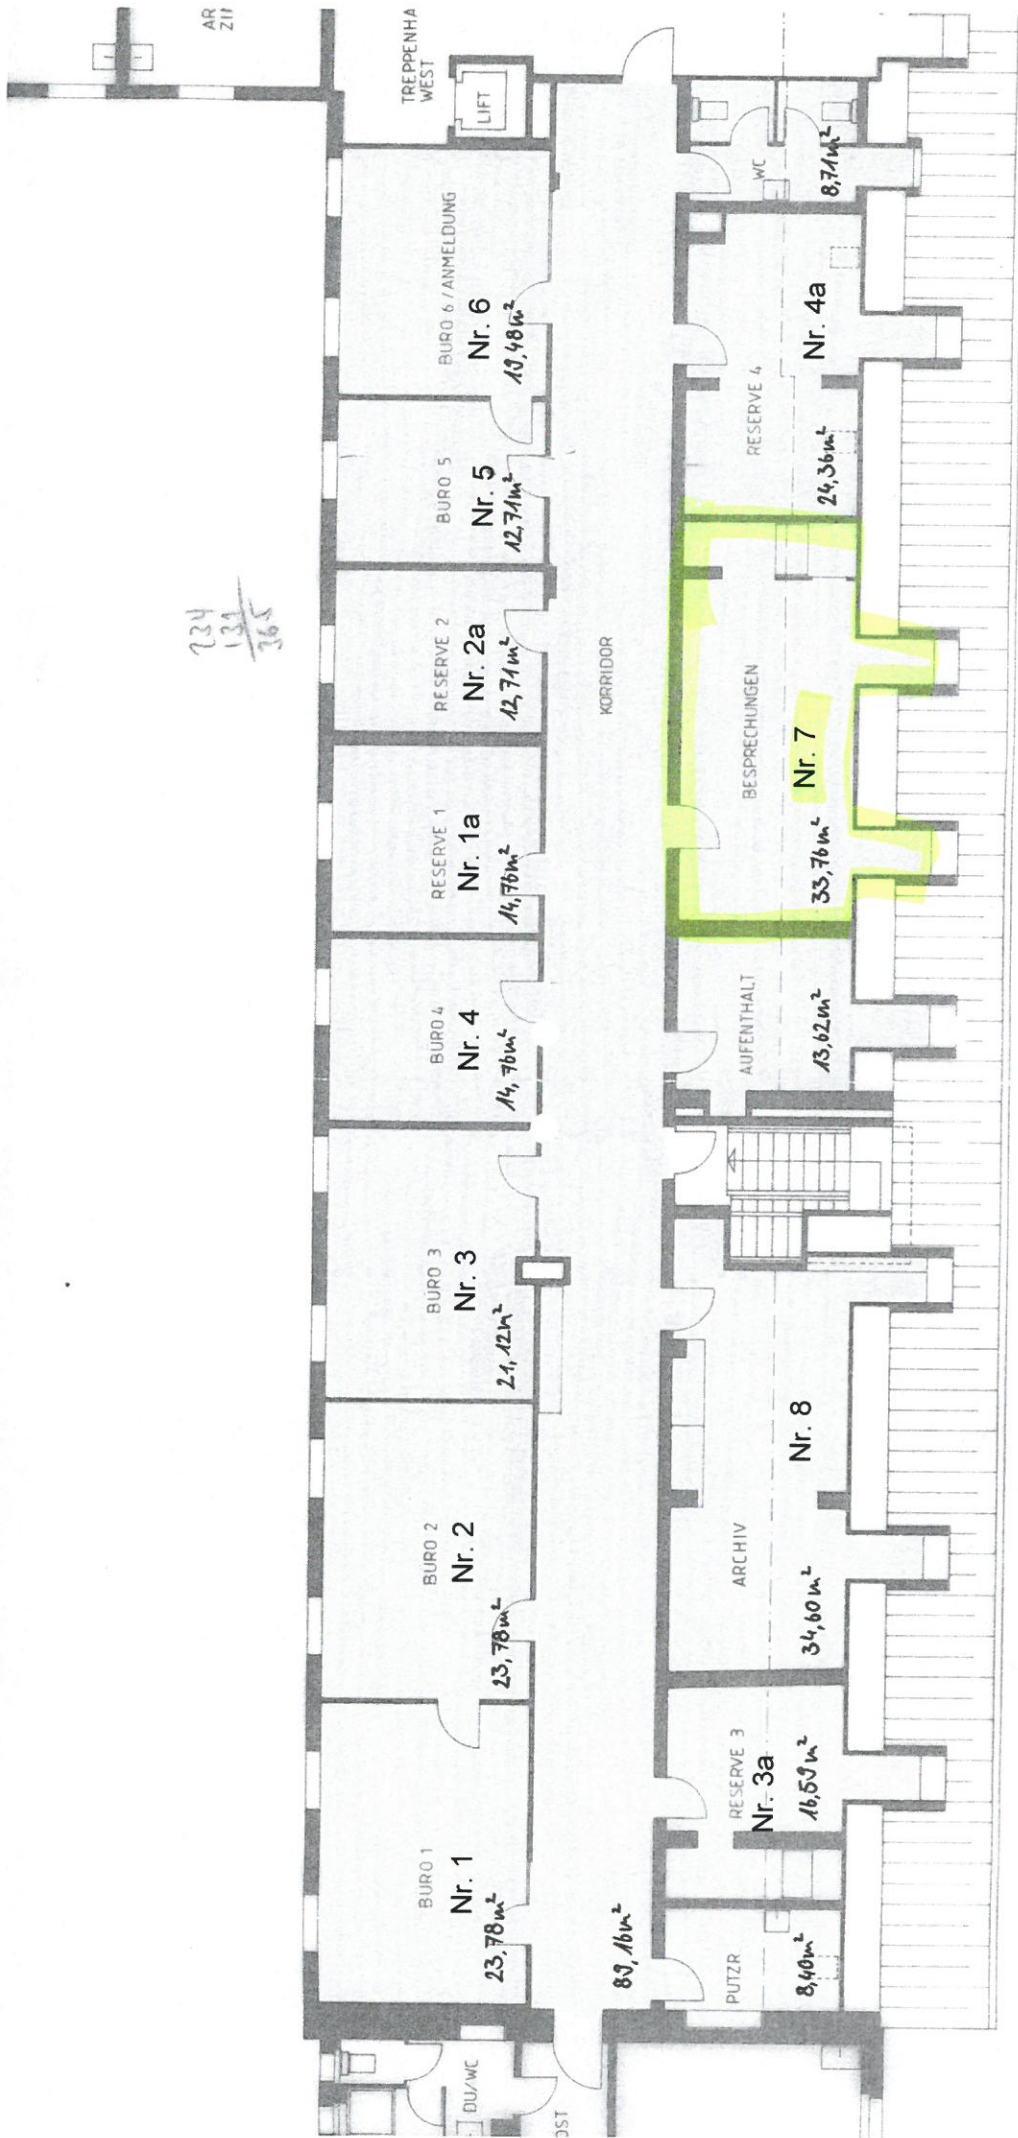 AR
ZI
TREPPENHA
WEST
LIFT
234
131
365
BÜRO 1
Nr. 1
23,78m²
BÜRO 2
Nr. 2
23,78m²
BÜRO 3
Nr. 3
21,12m²
BÜRO 4
Nr. 4
14,76m²
RESERVE 1
Nr. 1a
14,76m²
RESERVE 2
Nr. 2a
12,71m²
BÜRO 5
Nr. 5
12,71m²
BÜRO 6 / ANMELDUNG
Nr. 6
19,48m²
DU/WC
OST
89,16m²
KORRIDOR
PUTZR
8,40m²
RESERVE 3
Nr. 3a
16,59m²
ARCHIV
Nr. 8
34,60m²
AUFENTHALT
13,62m²
BESPRECHUNGEN
Nr. 7
33,76m²
RESERVE 4
Nr. 4a
24,36m²
WC
8,71m²